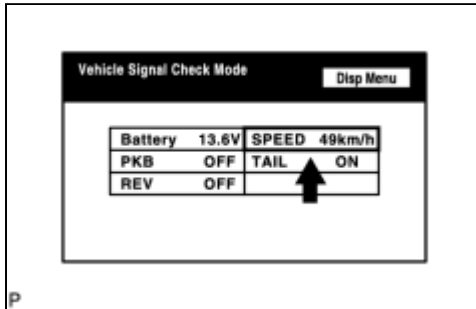 Vehicle Signal Check Mode Disp Menu
Battery 13.6V SPEED 49km/h
PKB OFF TAIL ON
REV OFF
P